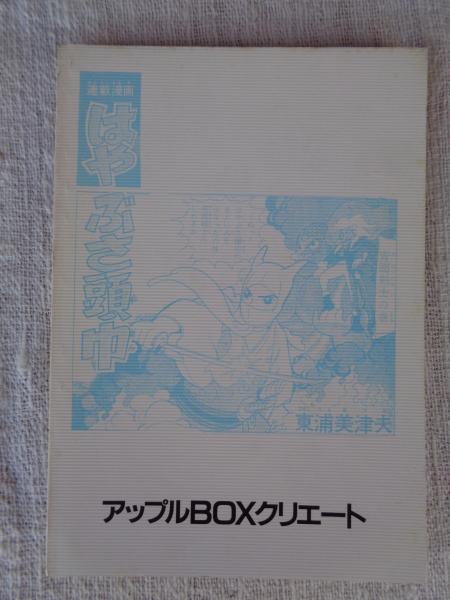 連載漫画
はやぶさ頭巾
東浦美津夫
アップルBOXクリエート